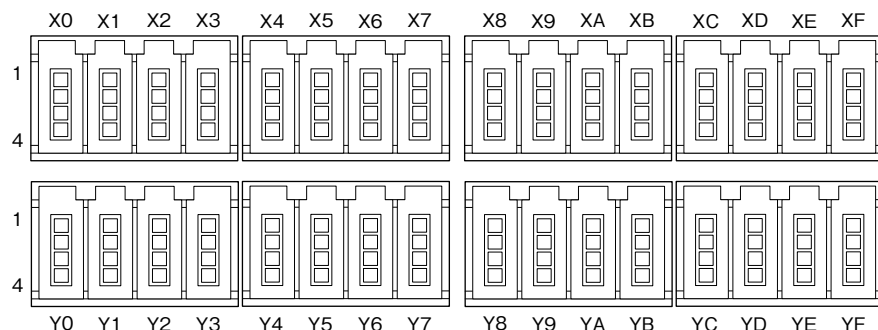 X0 X1 X2 X3 X4 X5 X6 X7 X8 X9 XA XB XC XD XE XF
1
4
1
4
Y0 Y1 Y2 Y3 Y4 Y5 Y6 Y7 Y8 Y9 YA YB YC YD YE YF